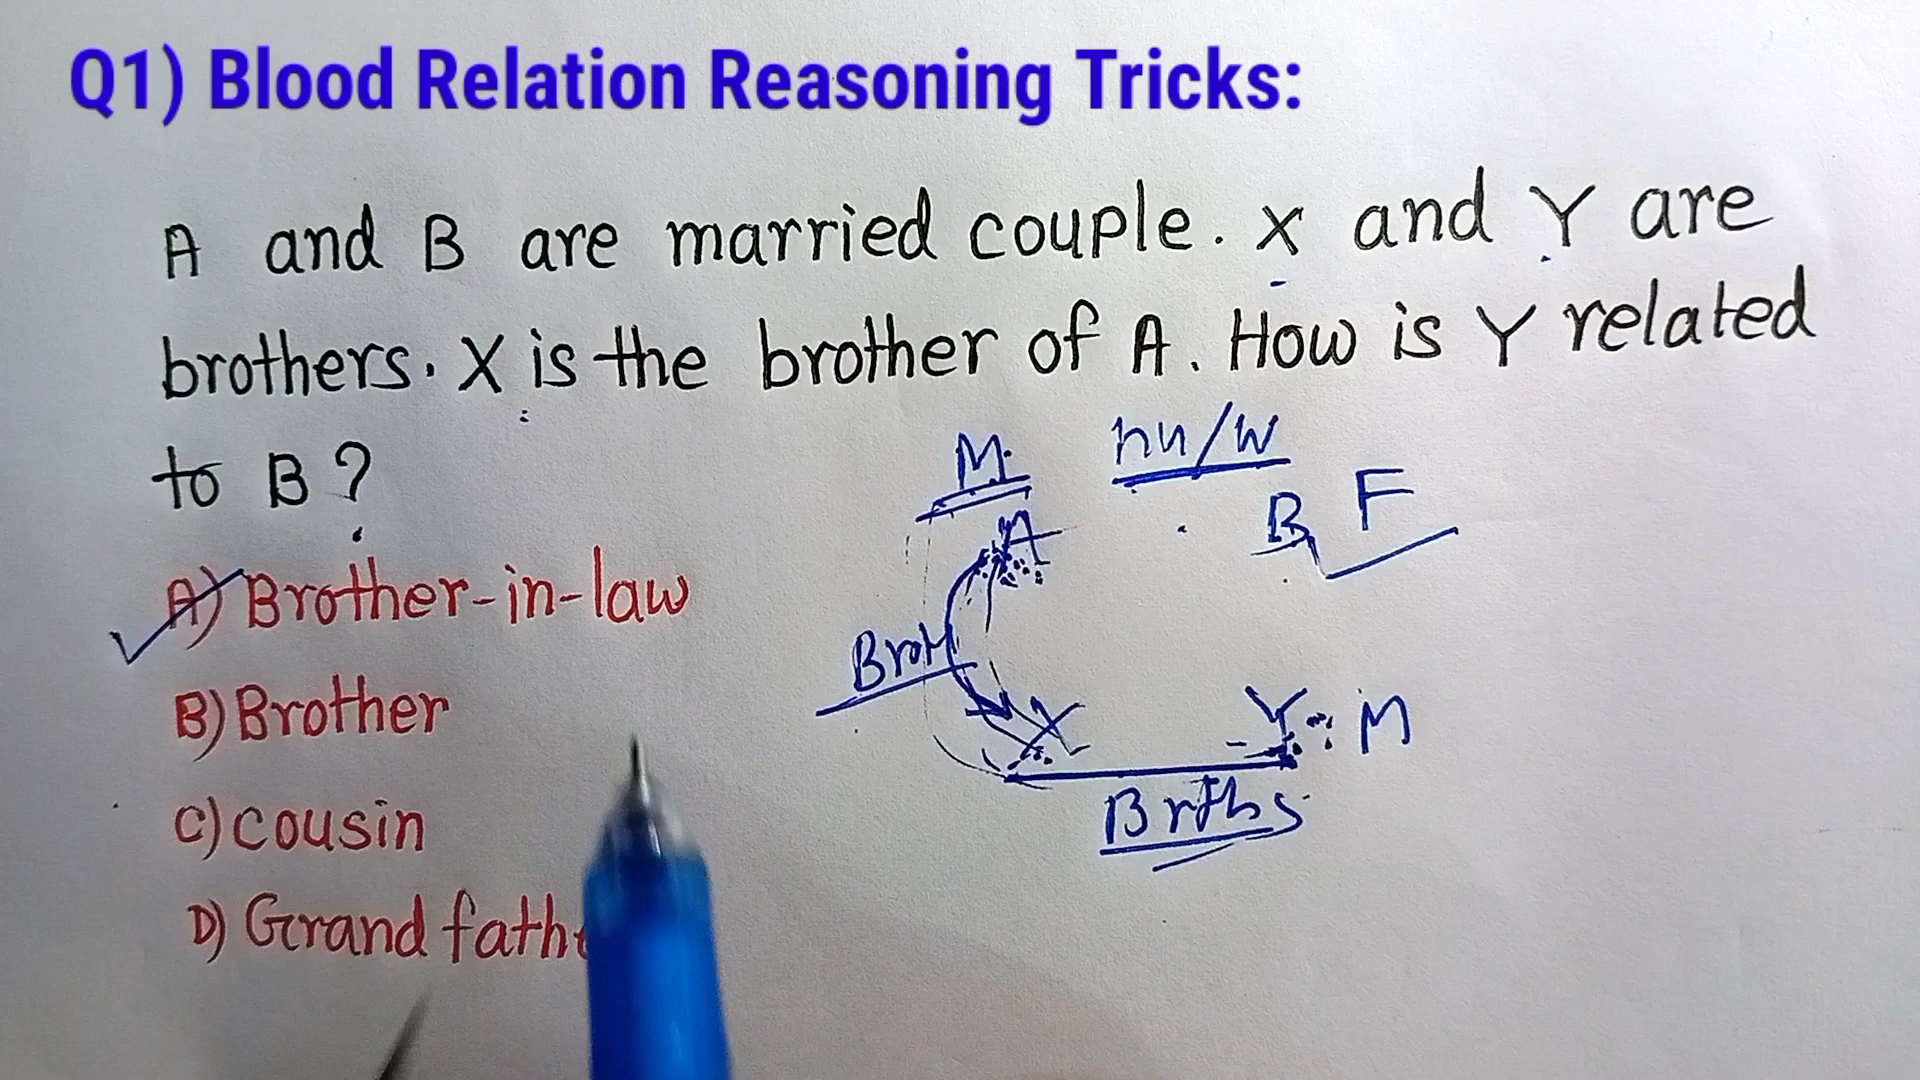 Q1) Blood Relation Reasoning Tricks:
A and B are married couple. X and Y are
brothers. X is the brother of A. How is Y related
to B?
M
hu/W
A
B F
A) Brother-in-law
Broth
B) Brother
X
Y
M
Brths
C) cousin
D) Grand fath